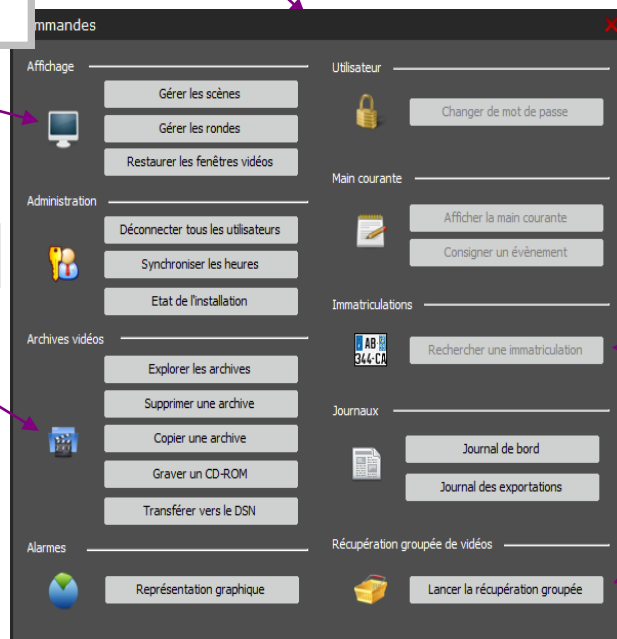 mmandes
Affichage
Gérer les scènes
Gérer les rondes
Restaurer les fenêtres vidéos
Administration
Déconnecter tous les utilisateurs
Synchroniser les heures
Etat de l'installation
Archives vidéos
Explorer les archives
Supprimer une archive
Copier une archive
Graver un CD-ROM
Transférer vers le DSN
Alarmes
Représentation graphique
Utilisateur
Changer de mot de passe
Main courante
Afficher la main courante
Consigner un évènement
Immatriculations
AB
344-CA
Rechercher une immatriculation
Journaux
Journal de bord
Journal des exportations
Récupération groupée de vidéos
Lancer la récupération groupée